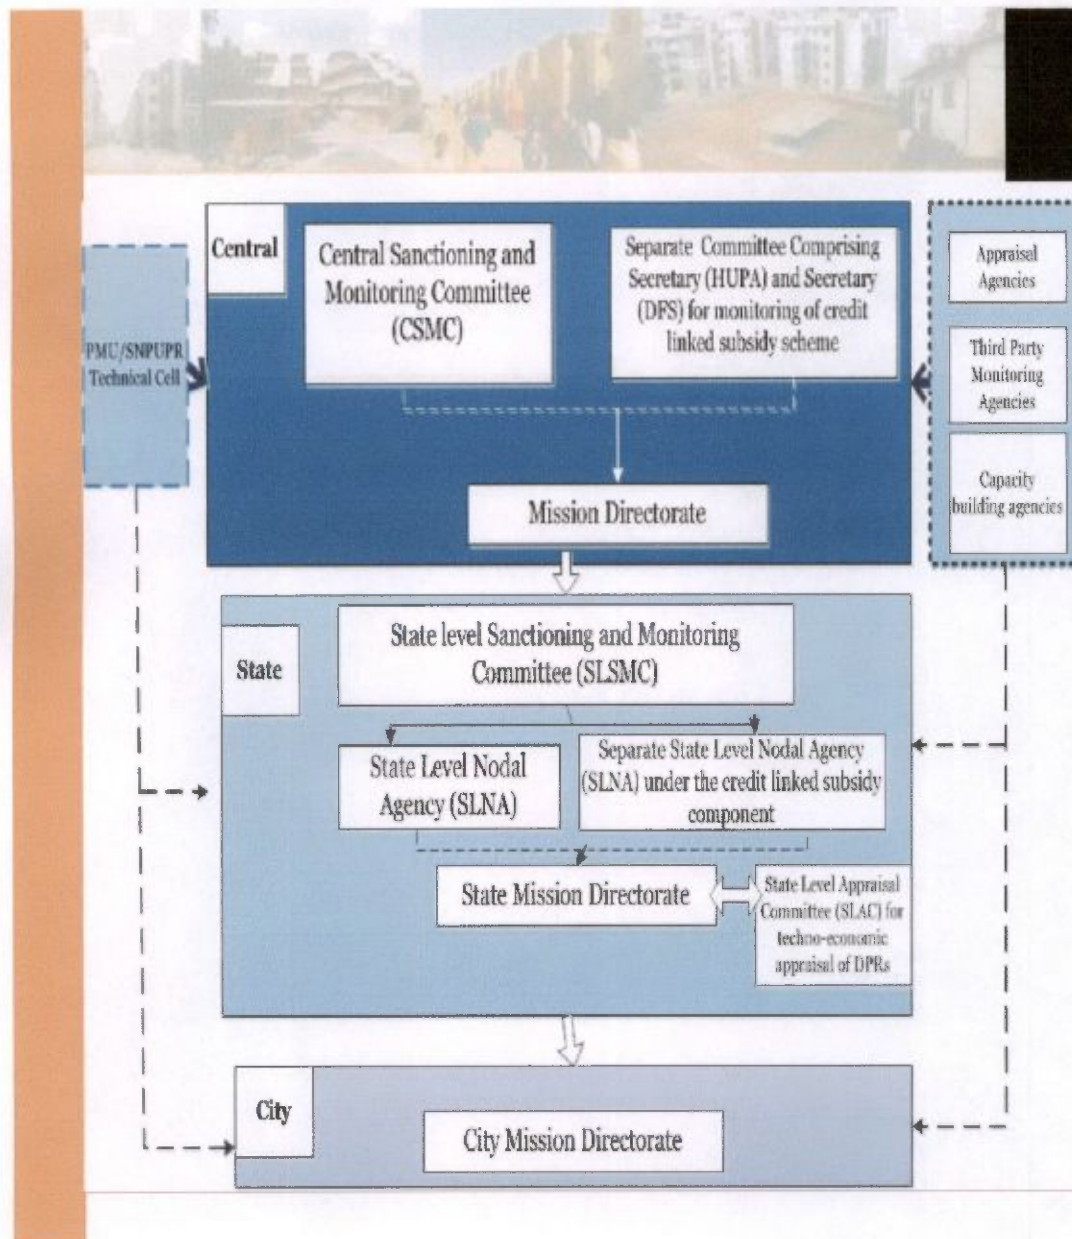 Central
Central Sanctioning and
Monitoring Committee
(CSMC)
Separate Committee Comprising
Secretary (HUPA) and Secretary
(DFS) for monitoring of credit
linked subsidy scheme
Mission Directorate
PMU/SNPUPR
Technical Cell
Appraisal
Agencies
Third Party
Monitoring
Agencies
Capacity
building agencies
State
State level Sanctioning and Monitoring
Committee (SLSMC)
State Level Nodal
Agency (SLNA)
Separate State Level Nodal Agency
(SLNA) under the credit linked subsidy
component
State Mission Directorate
State Level Appraisal
Committee (SLAC) for
techno-economic
appraisal of DPRs
City
City Mission Directorate